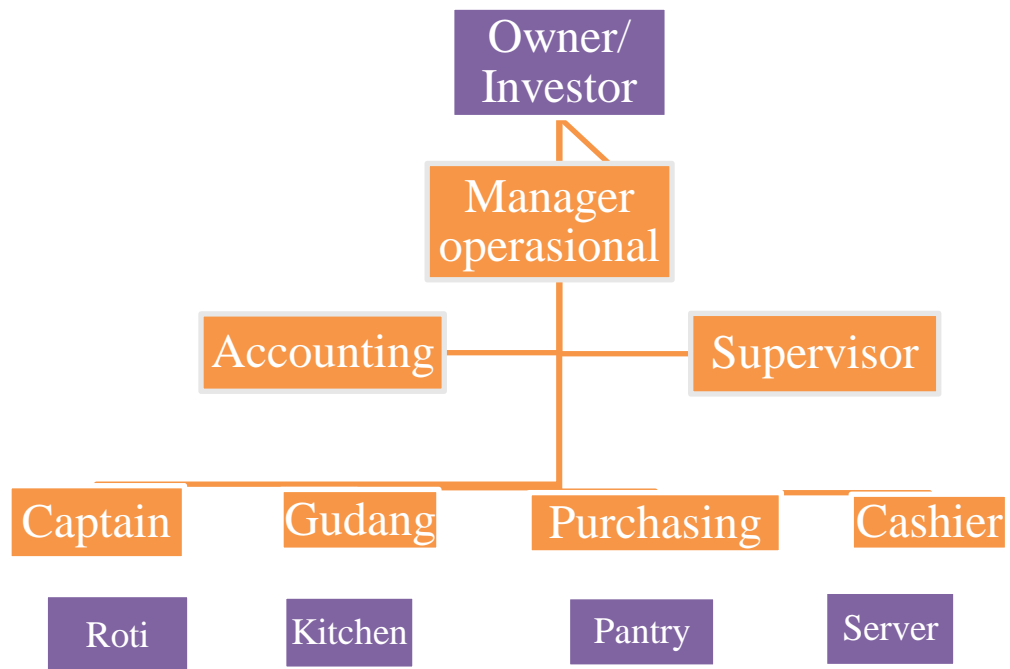 Owner/
Investor
Manager
operasional
Accounting
Supervisor
Captain
Gudang
Purchasing
Cashier
Roti
Kitchen
Pantry
Server